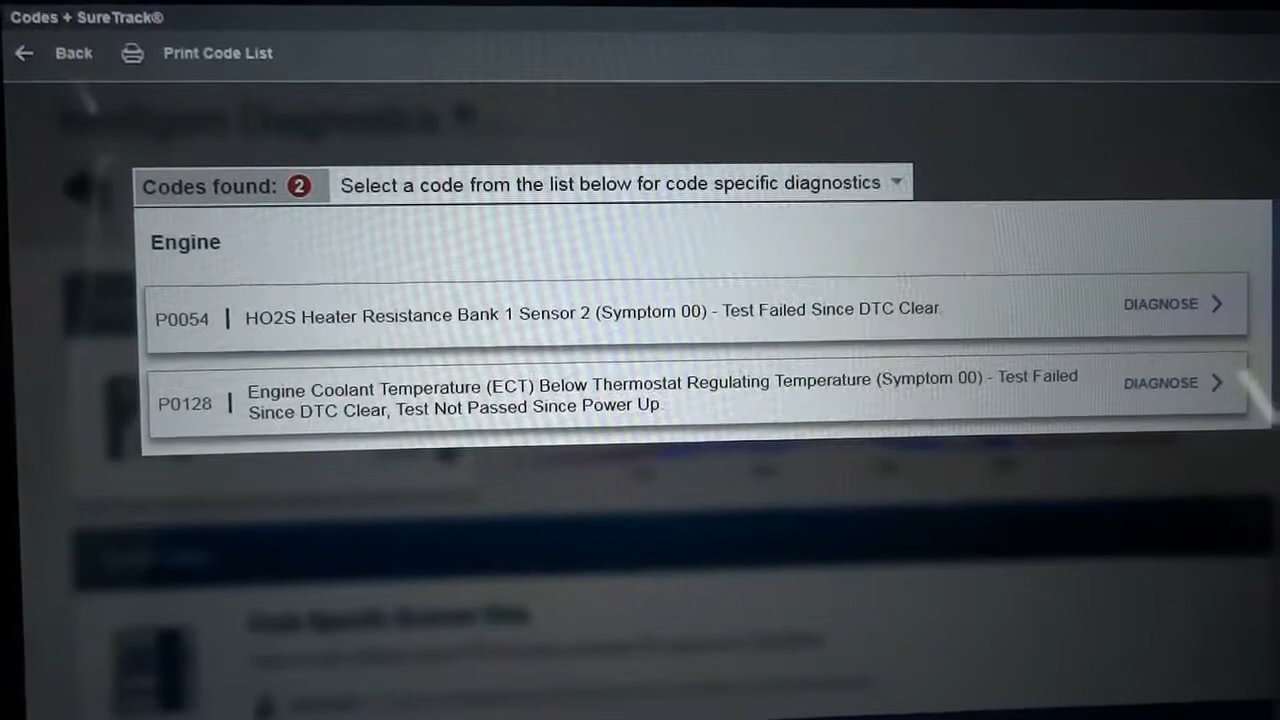 Codes + SureTrack®
Back
Print Code List
Codes found: 2
Select a code from the list below for code specific diagnostics
Engine
P0054
HO2S Heater Resistance Bank 1 Sensor 2 (Symptom 00) - Test Failed Since DTC Clear
DIAGNOSE
P0128
Engine Coolant Temperature (ECT) Below Thermostat Regulating Temperature (Symptom 00) - Test Failed
Since DTC Clear, Test Not Passed Since Power Up
DIAGNOSE